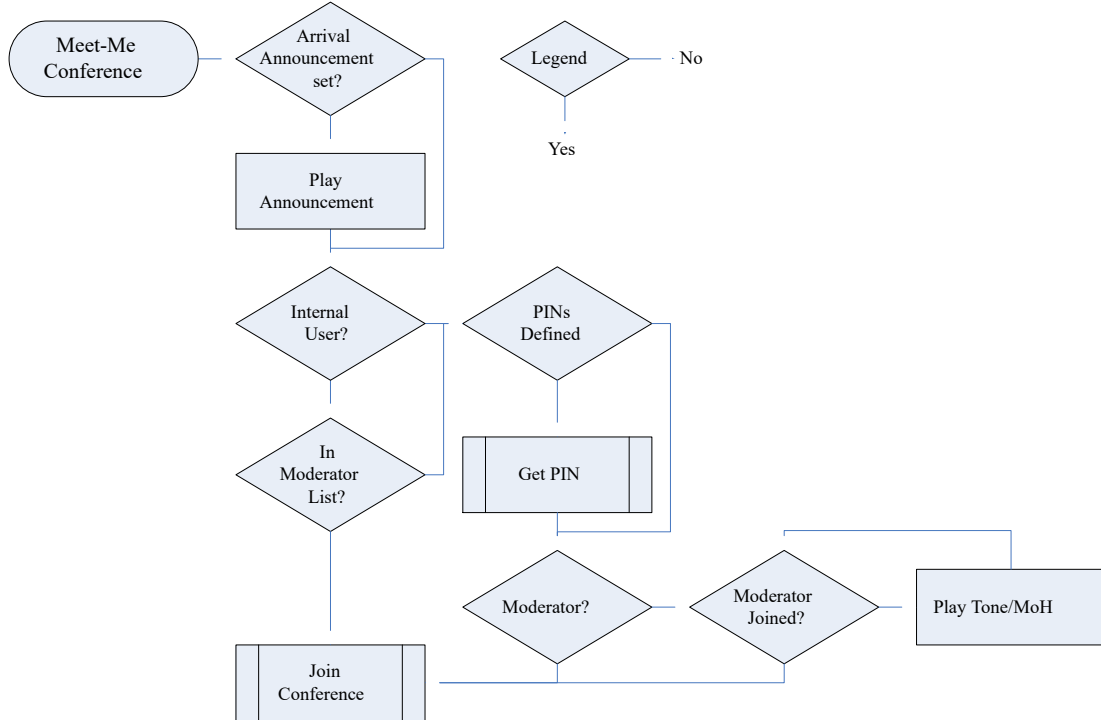 Meet-Me
Conference
Arrival
Announcement
set?
Legend
No
Yes
Play
Announcement
Internal
User?
PINs
Defined
In
Moderator
List?
Get PIN
Moderator?
Moderator
Joined?
Play Tone/MoH
Join
Conference